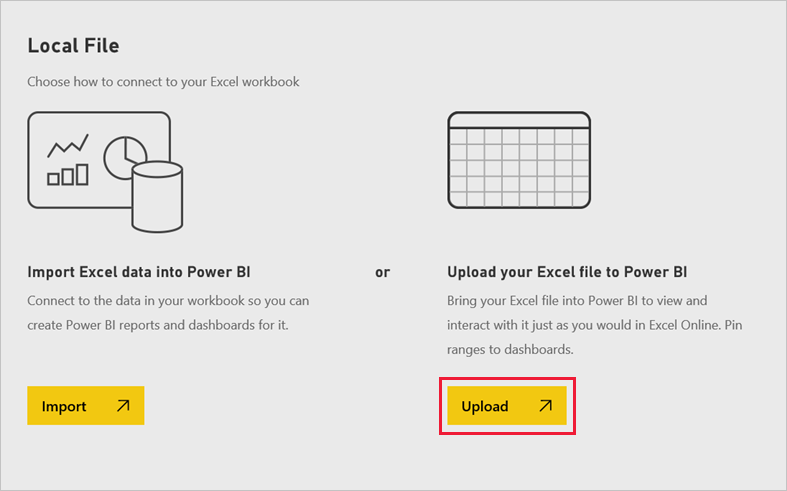 Local File
Choose how to connect to your Excel workbook
Import Excel data into Power BI
Connect to the data in your workbook so you can
create Power BI reports and dashboards for it.
Import
or
Upload your Excel file to Power BI
Bring your Excel file into Power BI to view and
interact with it just as you would in Excel Online. Pin
ranges to dashboards.
Upload